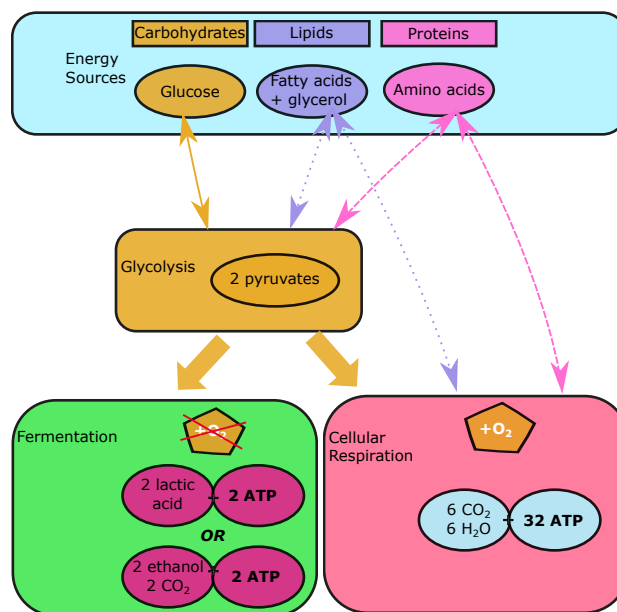 Carbohydrates
Lipids
Proteins
Energy
Sources
Glucose
Fatty acids
+ glycerol
Amino acids
Glycolysis
2 pyruvates
Fermentation
+O₂
2 lactic
acid
+
2 ATP
OR
2 ethanol
2 CO₂
+
2 ATP
Cellular
Respiration
+O₂
6 CO₂
6 H₂O
+
32 ATP